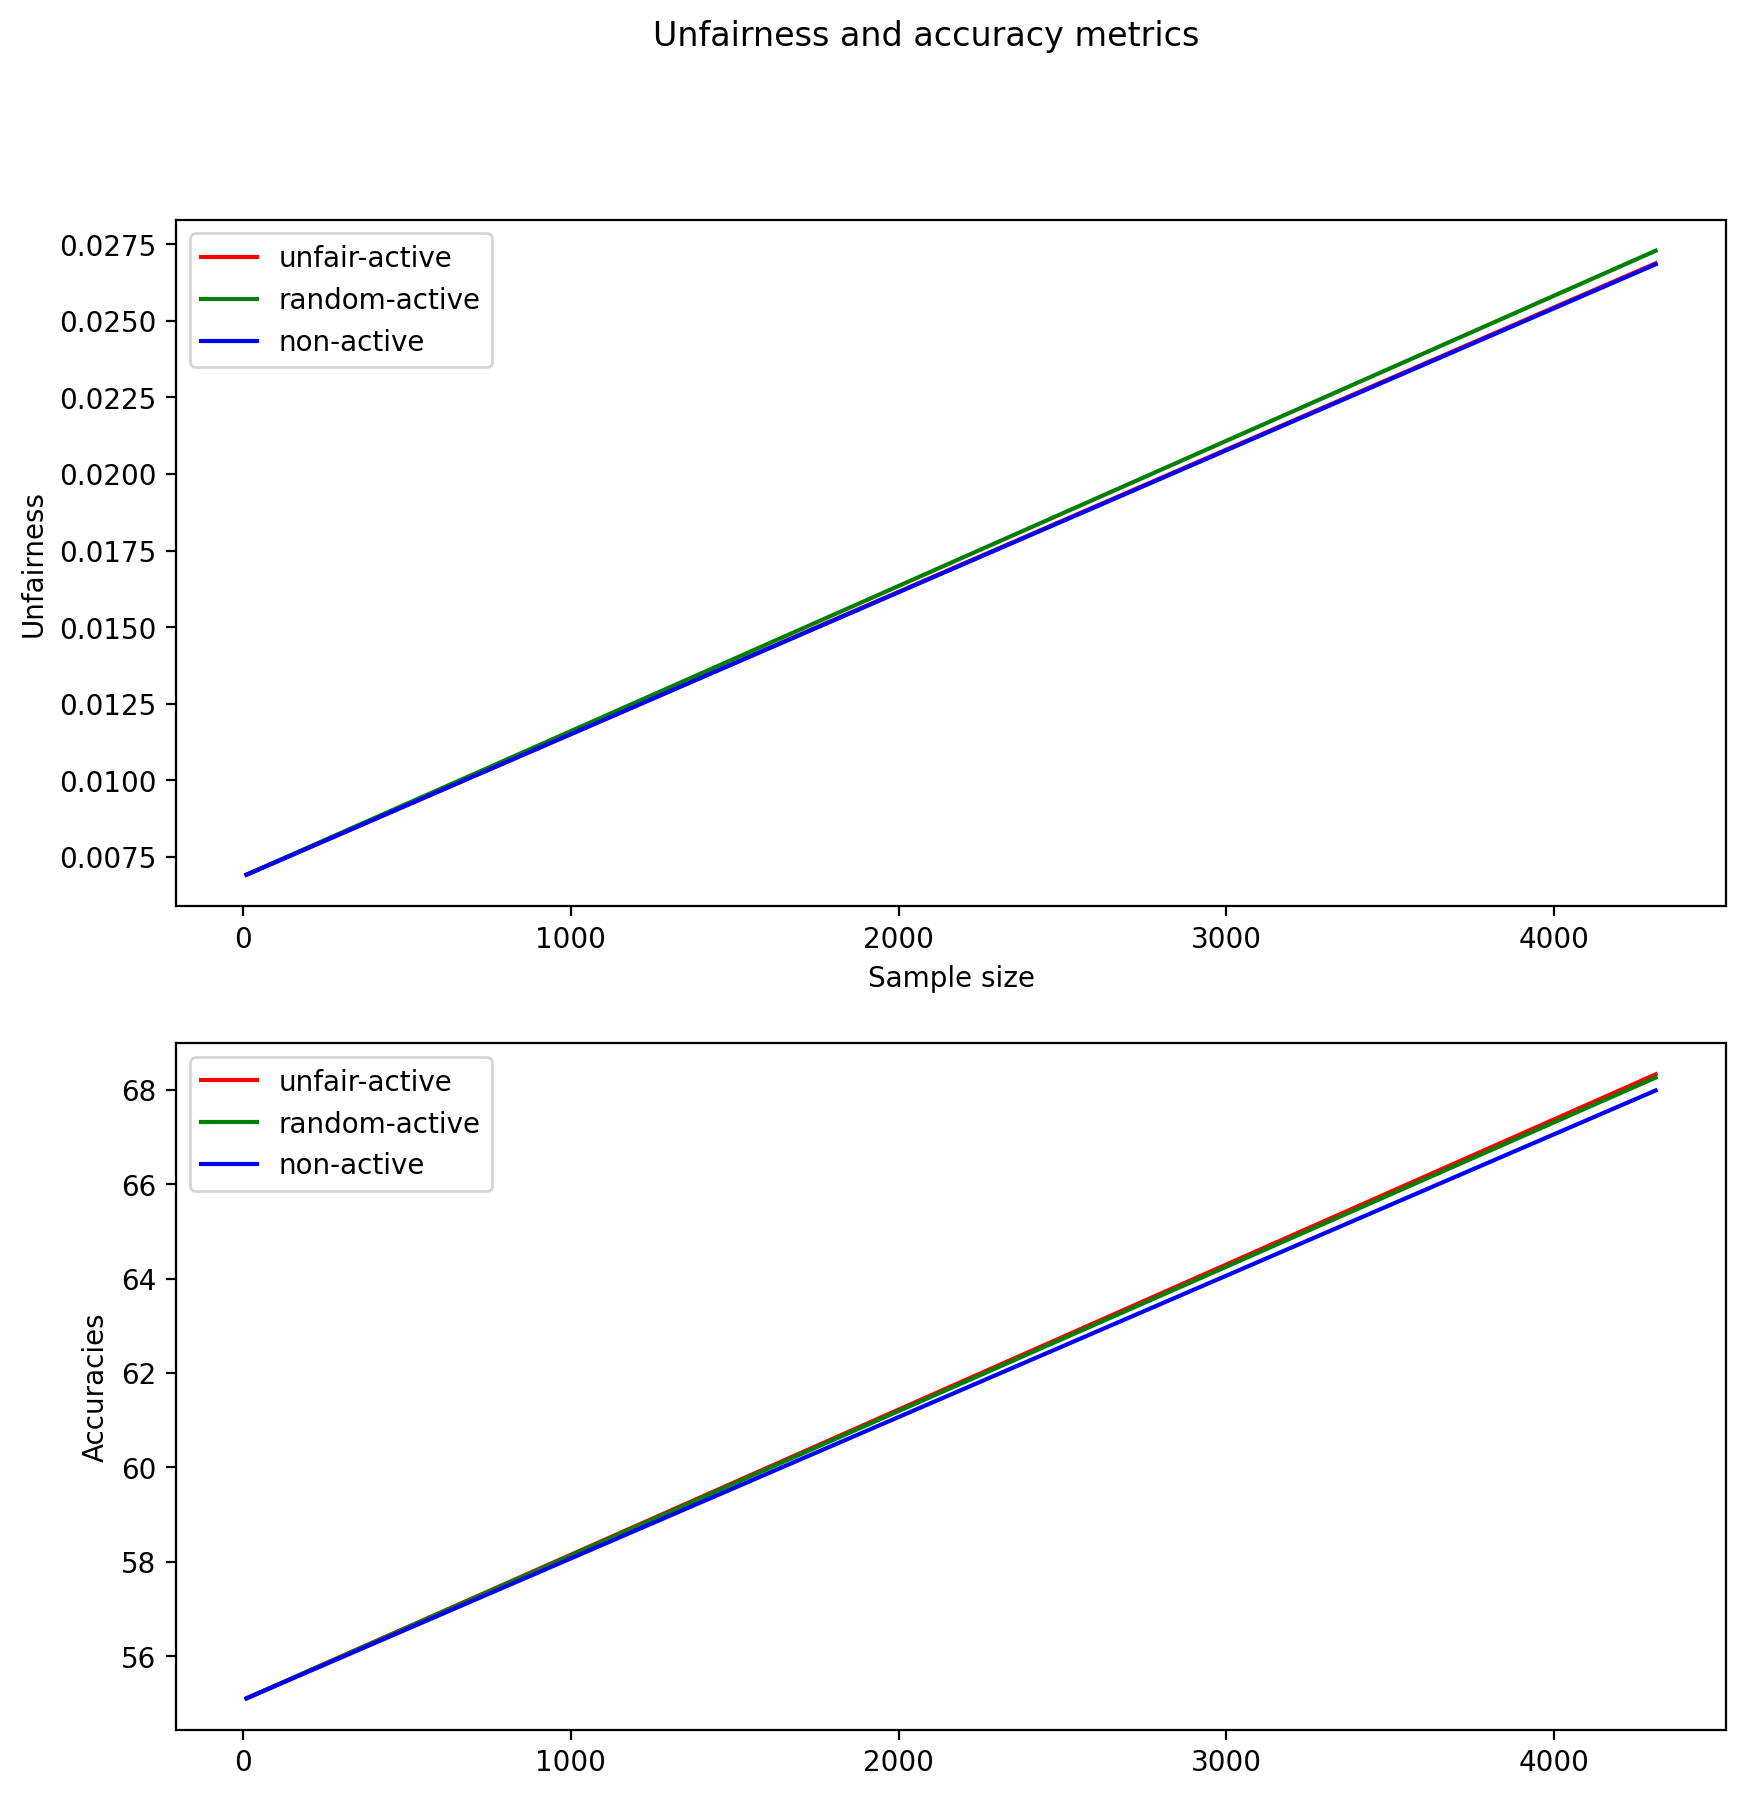 Unfairness and accuracy metrics
unfair-active
random-active
non-active
0.0275
0.0250
0.0225
0.0200
0.0175
0.0150
0.0125
0.0100
0.0075
Unfairness
0 1000 2000 3000 4000
Sample size
unfair-active
random-active
non-active
68
66
64
62
60
58
56
Accuracies
0 1000 2000 3000 4000